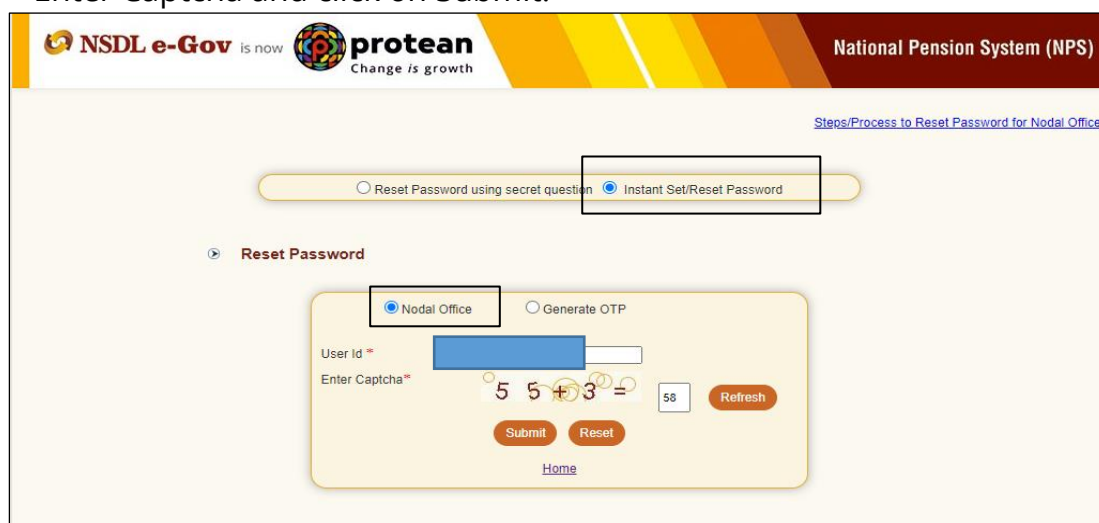 Enter Captcha and click on Submit.
NSDL e-Gov is now protean
Change is growth
National Pension System (NPS)
Steps/Process to Reset Password for Nodal Office
Reset Password using secret question Instant Set/Reset Password
Reset Password
Nodal Office Generate OTP
User Id *
Enter Captcha* 5 5 + 3 = 58 Refresh
Submit Reset
Home